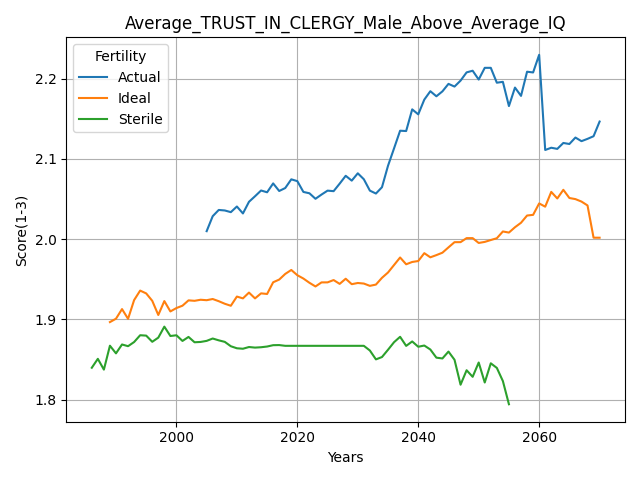 Average_TRUST_IN_CLERGY_Male_Above_Average_IQ
Fertility
Actual
Ideal
Sterile
Score(1-3)
2.2
2.1
2.0
1.9
1.8
2000
2020
2040
2060
Years